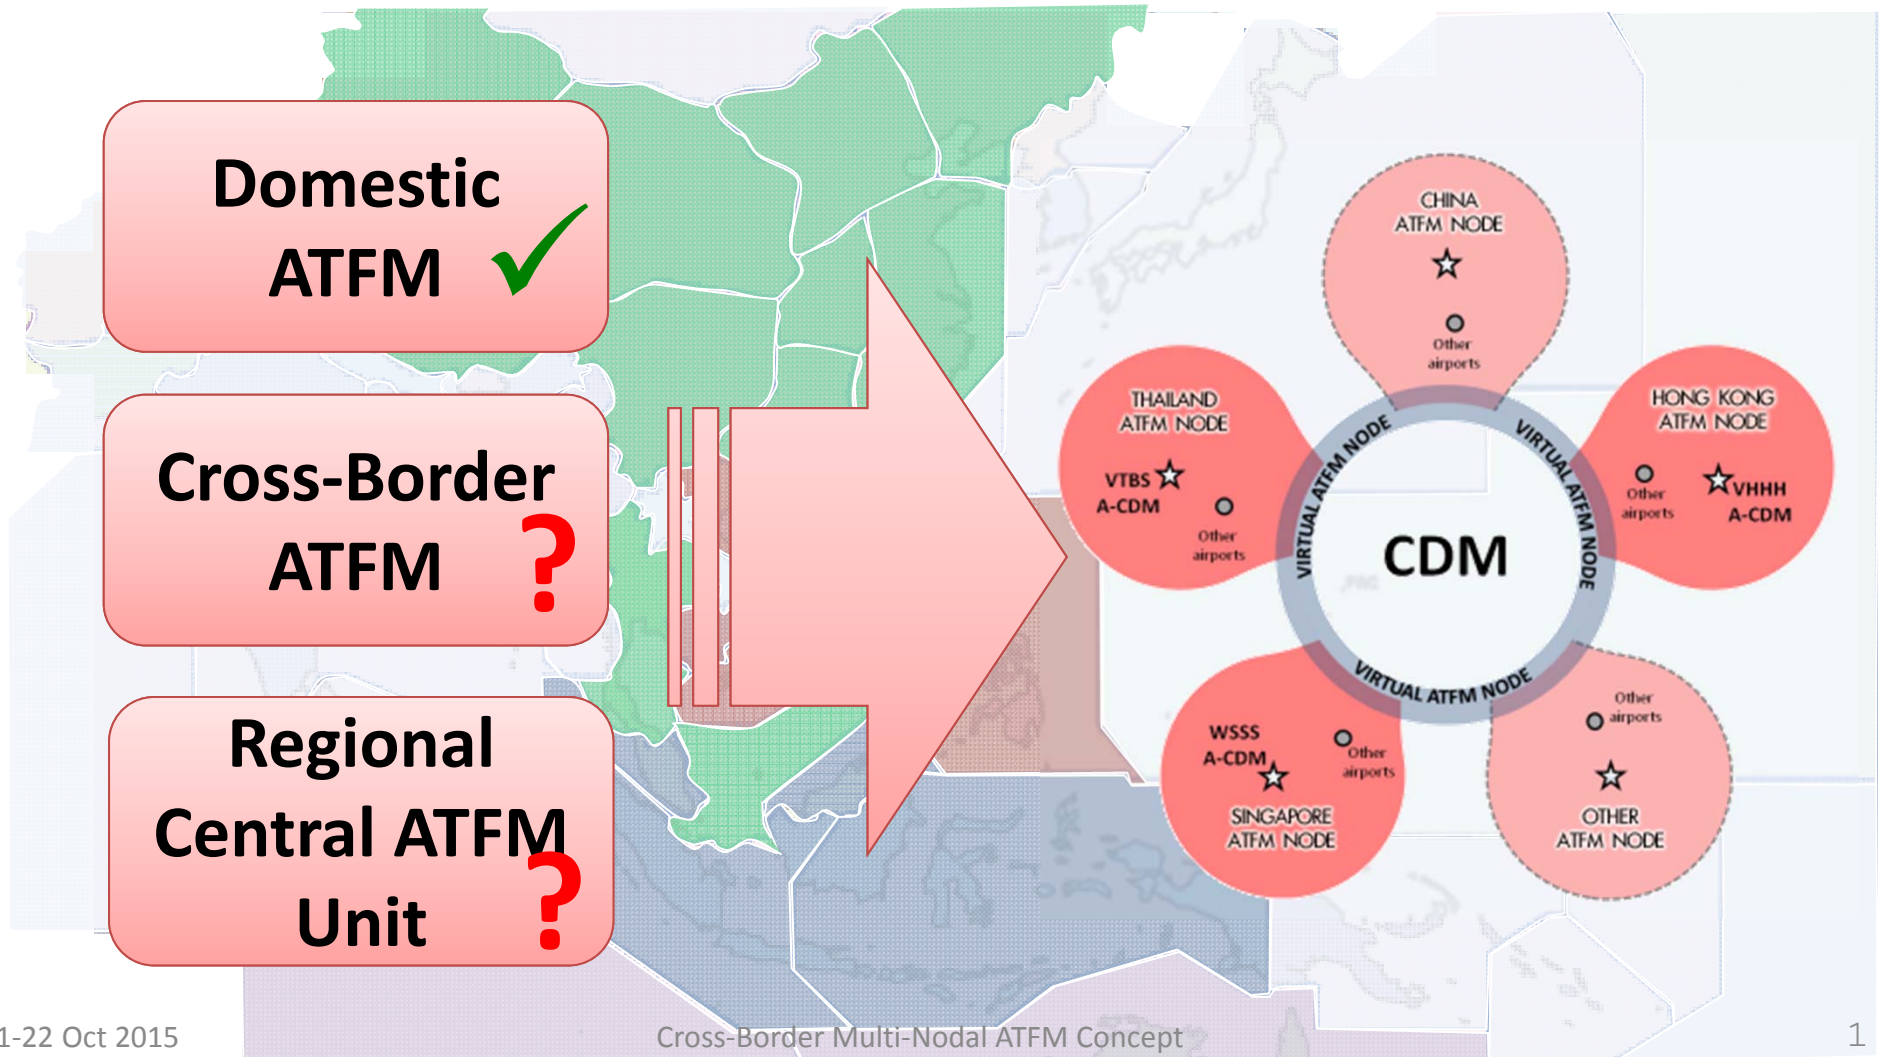 Domestic
ATFM
Cross-Border
ATFM
?
Regional
Central ATFM
Unit
?
CHINA
ATFM NODE
Other
airports
THAILAND
ATFM NODE
VTBS
A-CDM
Other
airports
HONG KONG
ATFM NODE
Other
airports
VHHH
A-CDM
VIRTUAL ATFM NODE
VIRTUAL ATFM NODE
CDM
VIRTUAL ATFM NODE
WSSS
A-CDM
Other
airports
SINGAPORE
ATFM NODE
Other
airports
OTHER
ATFM NODE
1-22 Oct 2015
Cross-Border Multi-Nodal ATFM Concept
1